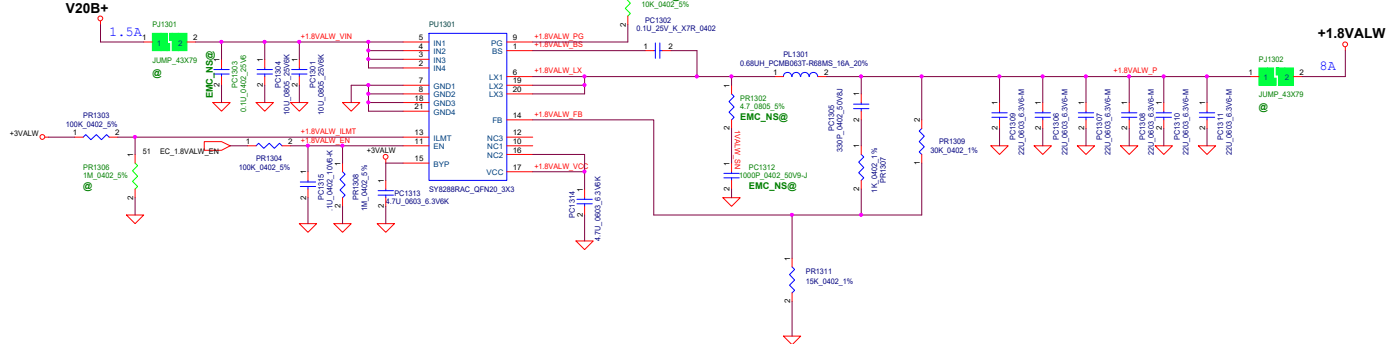 V20B+
1.5A
PJ1301
1
2
JUMP_43X79
@
+1.8VALW_VIN
EMC_NS@
PC1303
0.1U_0402_25V6
PC1304
10U_0805_25V6K
PC1301
10U_0805_25V6K
PU1301
5 IN1
4 IN2
3 IN3
2 IN4
7 GND1
8 GND2
18 GND3
21 GND4
13 ILMT
11 EN
15 BYP
PG 9
BS 1
LX1 6
LX2 19
LX3 20
FB 14
NC3 12
NC1 10
NC2 16
VCC 17
SY8288RAC_QFN20_3X3
+1.8VALW_PG
+1.8VALW_BS
+1.8VALW_LX
+1.8VALW_FB
+1.8VALW_VCC
10K_0402_5%
2
PC1302
0.1U_25V_K_X7R_0402
1
2
PL1301
0.68UH_PCMB063T-R68MS_16A_20%
1
2
PR1302
4.7_0805_5%
EMC_NS@
PC1312
1000P_0402_50V9-J
EMC_NS@
PC1305
330P_0402_50V8J
1K_0402_1%
PR1307
PR1309
30K_0402_1%
PR1311
15K_0402_1%
+1.8VALW_P
PC1309
22U_0603_6.3V6-M
PC1306
22U_0603_6.3V6-M
PC1307
22U_0603_6.3V6-M
PC1308
22U_0603_6.3V6-M
PC1310
22U_0603_6.3V6-M
PC1311
22U_0603_6.3V6-M
PJ1302
1
2
JUMP_43X79
@
8A
+1.8VALW
+3VALW
PR1303
100K_0402_5%
1
2
PR1306
1M_0402_5%
@
51
EC_1.8VALW_EN
+1.8VALW_ILMT
+1.8VALW_EN
PR1304
100K_0402_5%
1
2
+3VALW
PC1315
.1U_0402_10V6-K
PR1308
1M_0402_5%
PC1313
4.7U_0603_6.3V6K
PC1314
4.7U_0603_6.3V6K